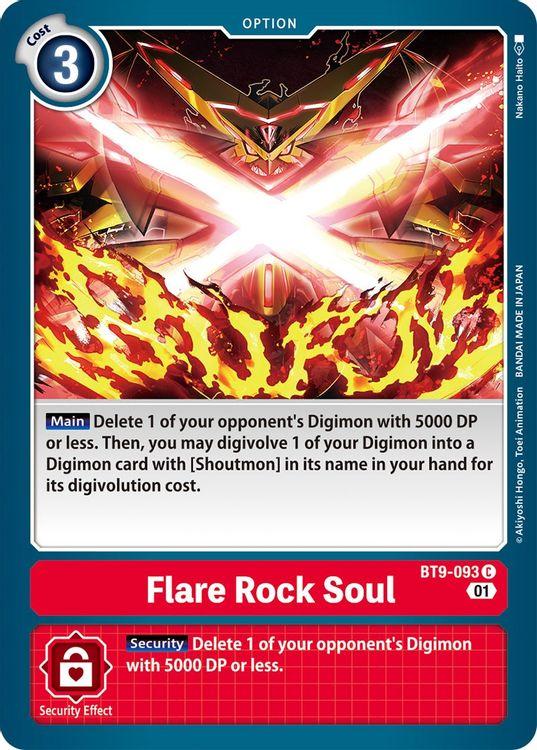 OPTION
Cost
3
Nakano Haito
Main Delete 1 of your opponent's Digimon with 5000 DP
or less. Then, you may digivolve 1 of your Digimon into a
Digimon card with [Shoutmon] in its name in your hand for
its digivolution cost.
© Akiyoshi Hongo, Toei Animation BANDAI MADE IN JAPAN
BT9-093 C
Flare Rock Soul
01
Security Delete 1 of your opponent's Digimon
with 5000 DP or less.
Security Effect